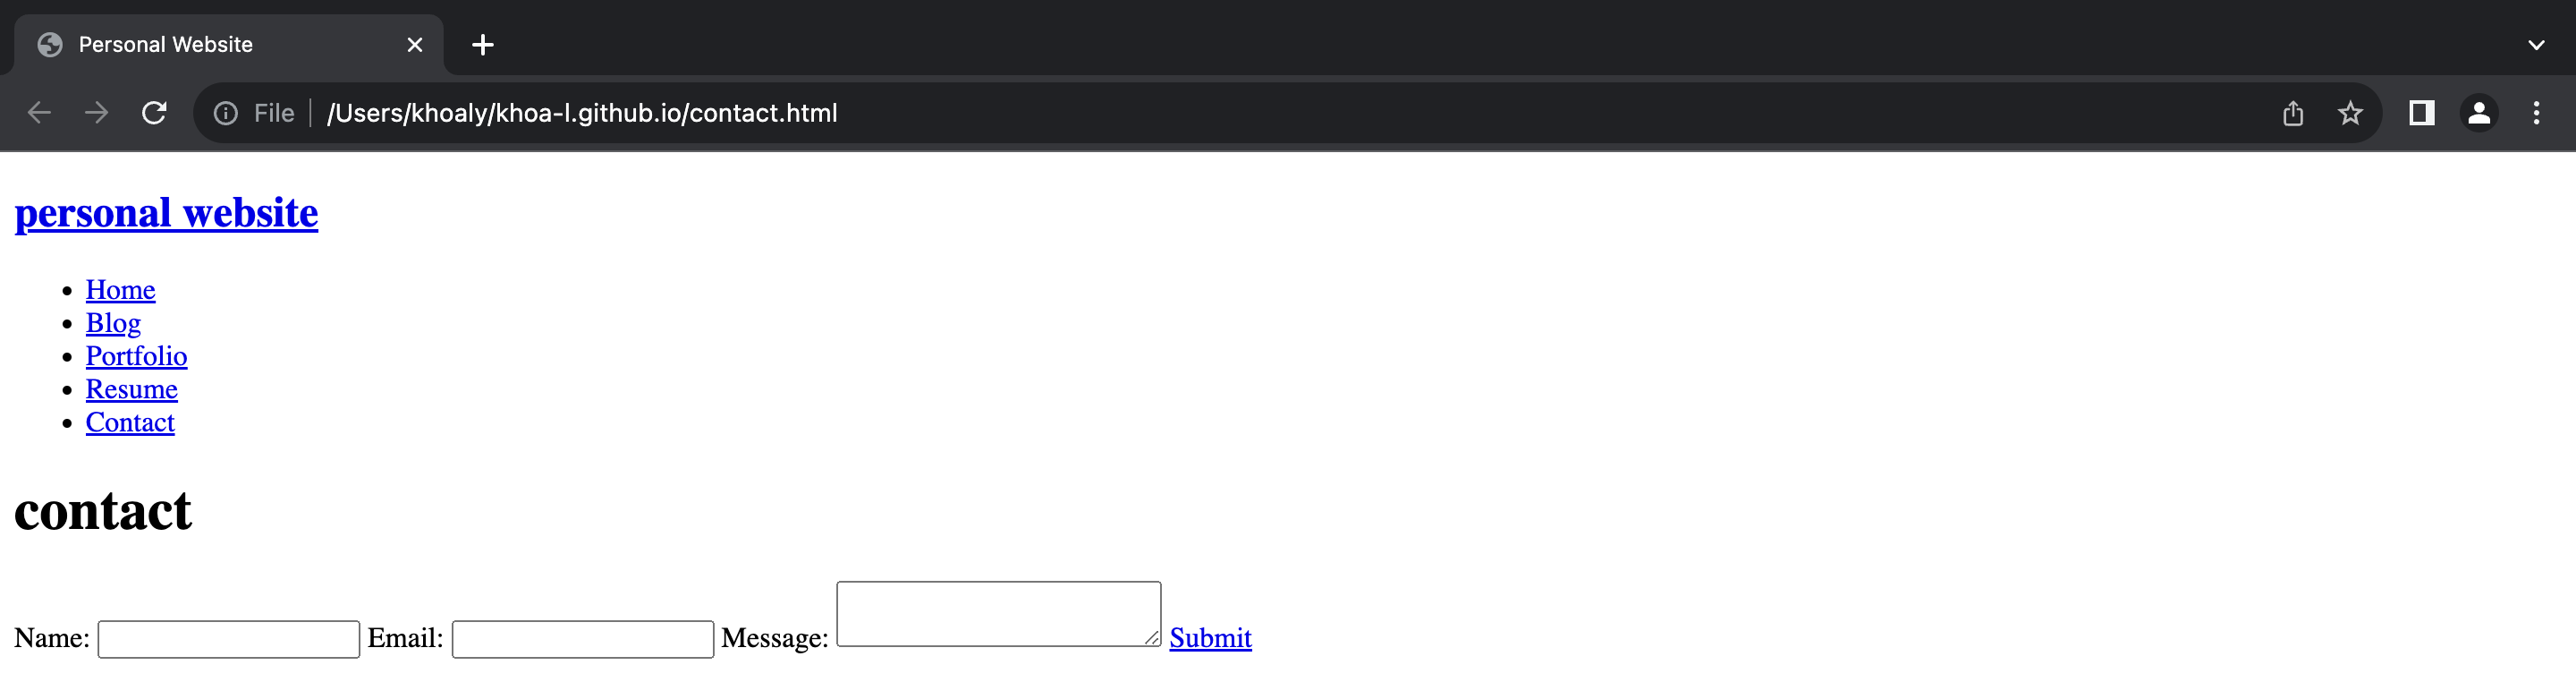 Personal Website
File /Users/khoaly/khoa-l.github.io/contact.html
personal website
Home
Blog
Portfolio
Resume
Contact
contact
Name: Email: Message: Submit